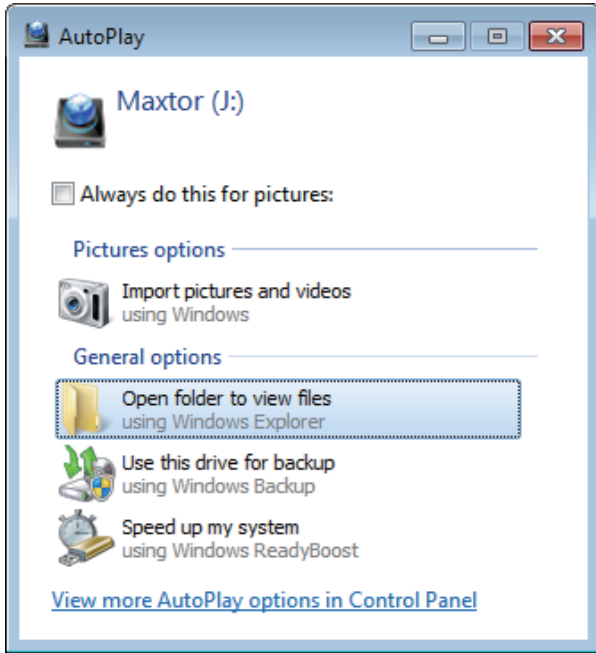 AutoPlay
Maxtor (J:)
Always do this for pictures:
Pictures options
Import pictures and videos
using Windows
General options
Open folder to view files
using Windows Explorer
Use this drive for backup
using Windows Backup
Speed up my system
using Windows ReadyBoost
View more AutoPlay options in Control Panel